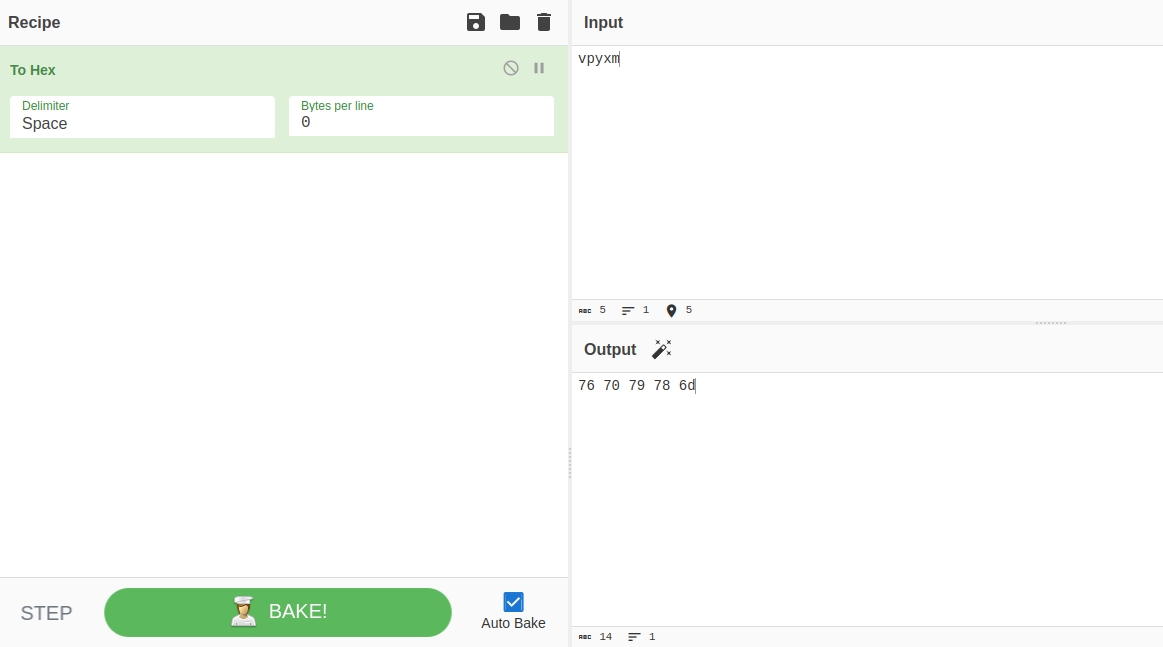 Recipe
To Hex
Delimiter
Space
Bytes per line
0
STEP
BAKE!
Auto Bake
Input
vpyxm
ABC 5 1 5
Output
76 70 79 78 6d
ABC 14 1